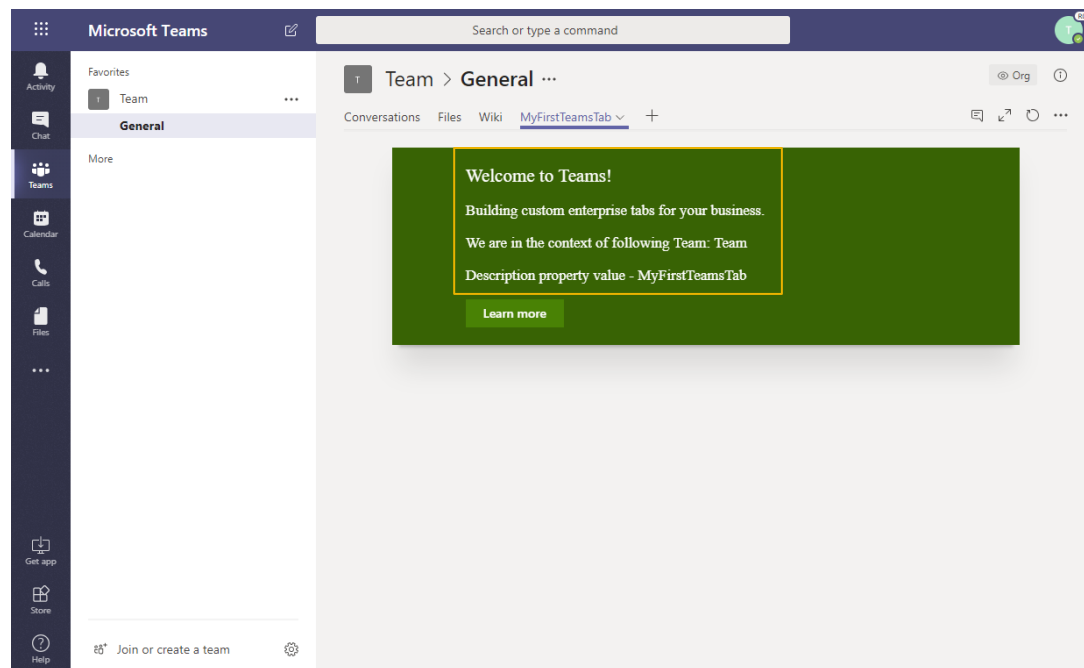 Microsoft Teams
Search or type a command
T
Activity
Chat
Teams
Calendar
Calls
Files
Get app
Store
Help
Favorites
T Team
General
More
Join or create a team
T Team > General
Org
Conversations Files Wiki MyFirstTeamsTab
Welcome to Teams!
Building custom enterprise tabs for your business.
We are in the context of following Team: Team
Description property value - MyFirstTeamsTab
Learn more